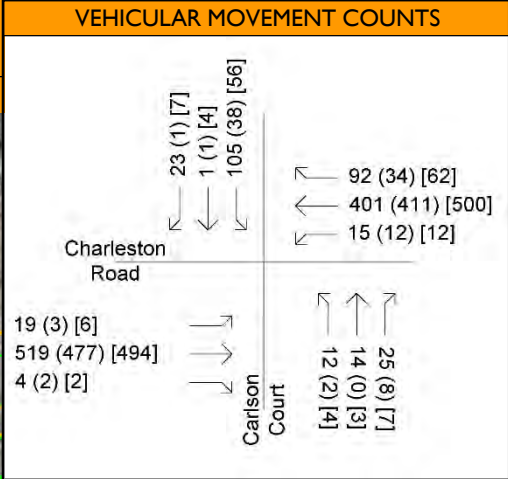 VEHICULAR MOVEMENT COUNTS
23 (1) [7]
1 (1) [4]
105 (38) [56]
92 (34) [62]
401 (411) [500]
15 (12) [12]
Charleston
Road
19 (3) [6]
519 (477) [494]
4 (2) [2]
Carlson
Court
12 (2) [4]
14 (0) [3]
25 (8) [7]